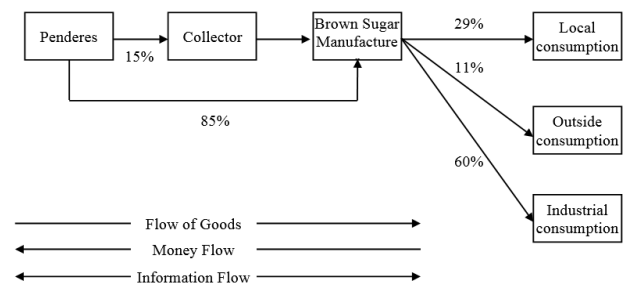 Penderes
Collector
Brown Sugar
Manufacture
29%
Local
consumption
15%
11%
85%
Outside
consumption
60%
Industrial
consumption
Flow of Goods
Money Flow
Information Flow